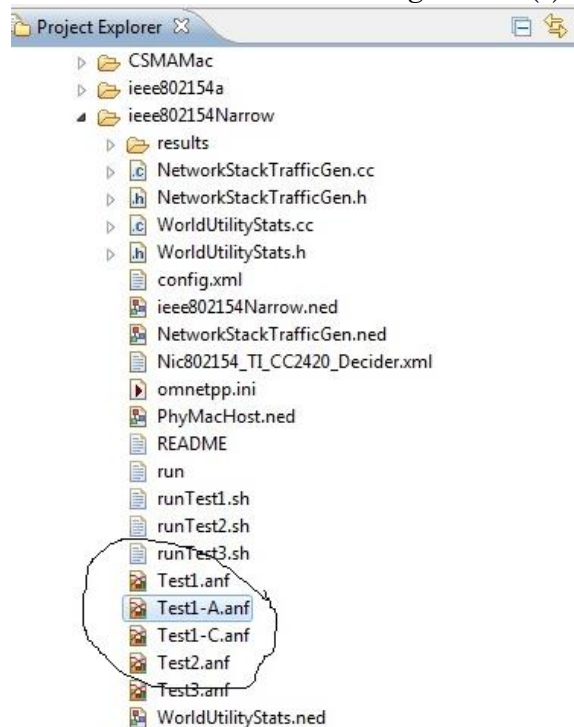 Project Explorer
CSMAMac
ieee802154a
ieee802154Narrow
results
.c NetworkStackTrafficGen.cc
.h NetworkStackTrafficGen.h
.c WorldUtilityStats.cc
.h WorldUtilityStats.h
config.xml
ieee802154Narrow.ned
NetworkStackTrafficGen.ned
Nic802154_TI_CC2420_Decider.xml
omnetpp.ini
PhyMacHost.ned
README
run
runTest1.sh
runTest2.sh
runTest3.sh
Test1.anf
Test1-A.anf
Test1-C.anf
Test2.anf
Test3.anf
WorldUtilityStats.ned